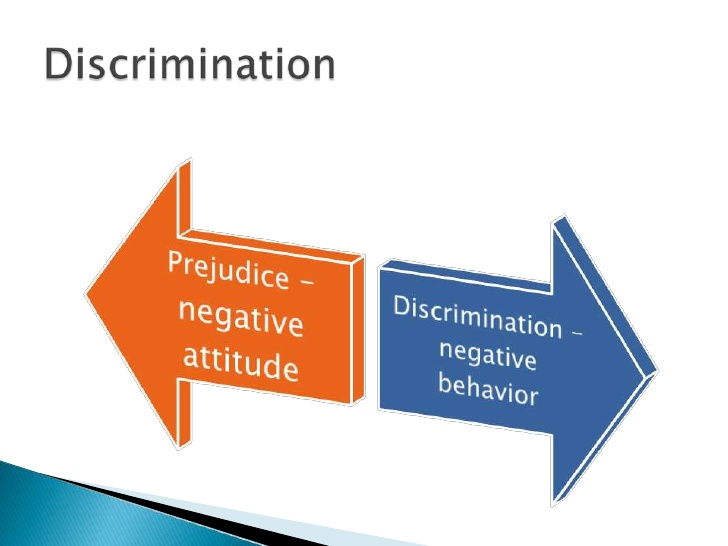 Discrimination
Prejudice –
negative
attitude
Discrimination –
negative
behavior